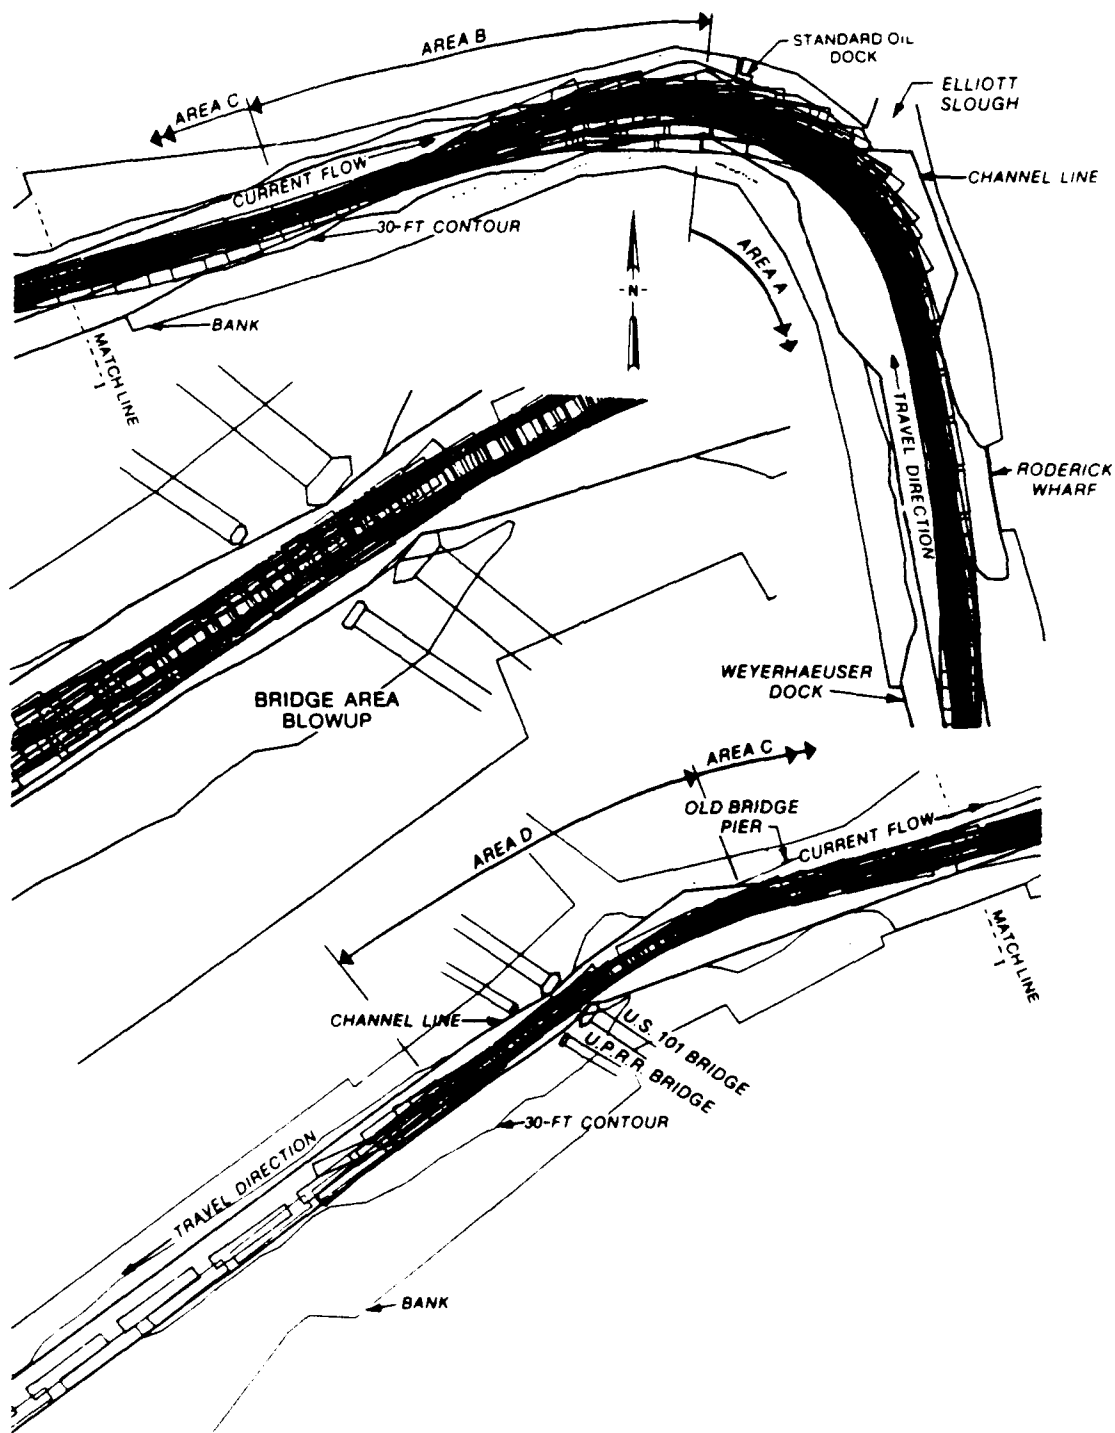 AREA B
STANDARD OIL
DOCK
ELLIOTT
SLOUGH
AREA C
CHANNEL LINE
CURRENT FLOW
30-FT CONTOUR
AREA A
-N-
BANK
MATCH LINE
1
TRAVEL DIRECTION
RODERICK
WHARF
WEYERHAEUSER
DOCK
BRIDGE AREA
BLOWUP
AREA C
OLD BRIDGE
PIER
CURRENT FLOW
AREA D
MATCH LINE
1
CHANNEL LINE
U.S. 101 BRIDGE
U.P.R.R. BRIDGE
30-FT CONTOUR
TRAVEL DIRECTION
BANK